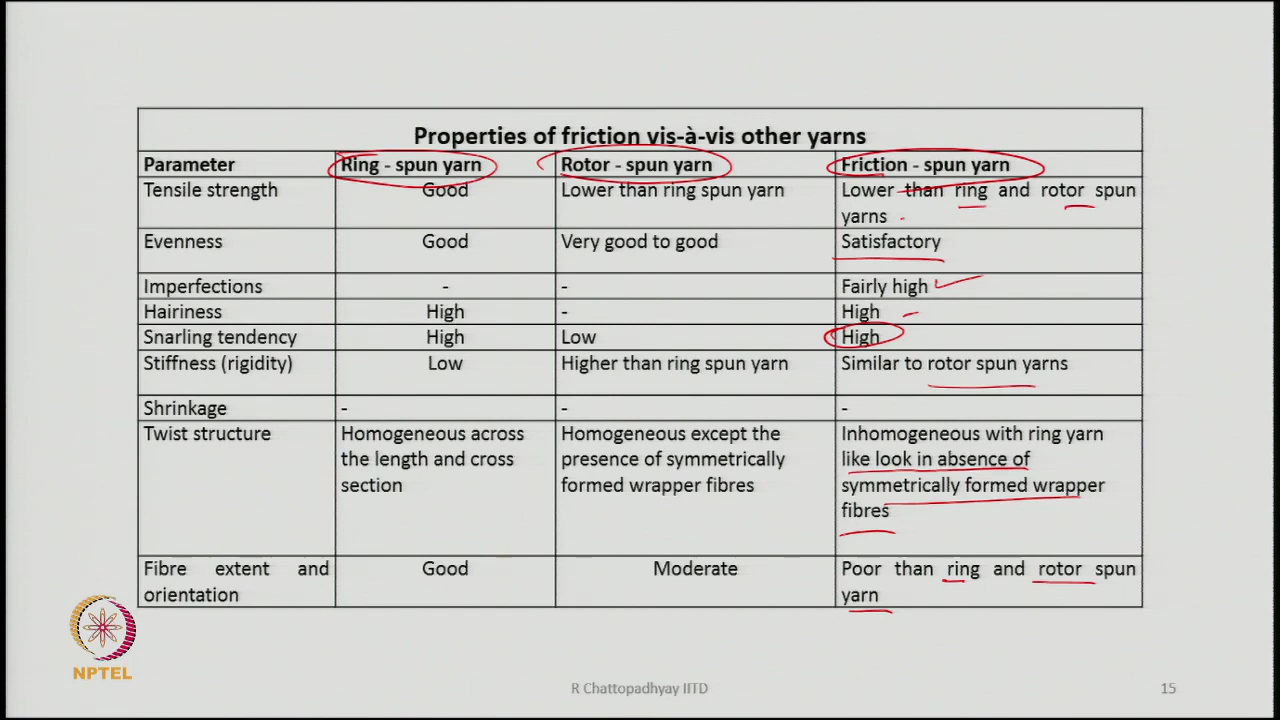 Properties of friction vis-à-vis other yarns
Parameter Ring - spun yarn Rotor - spun yarn Friction - spun yarn
Tensile strength Good Lower than ring spun yarn Lower than ring and rotor spun
yarns
Evenness Good Very good to good Satisfactory
Imperfections - - Fairly high
Hairiness High - High
Snarling tendency High Low High
Stiffness (rigidity) Low Higher than ring spun yarn Similar to rotor spun yarns
Shrinkage - - -
Twist structure Homogeneous across Homogeneous except the Inhomogeneous with ring yarn
the length and cross presence of symmetrically like look in absence of
section formed wrapper fibres symmetrically formed wrapper
fibres
Fibre extent and Good Moderate Poor than ring and rotor spun
orientation yarn
NPTEL
R Chattopadhyay IITD 15